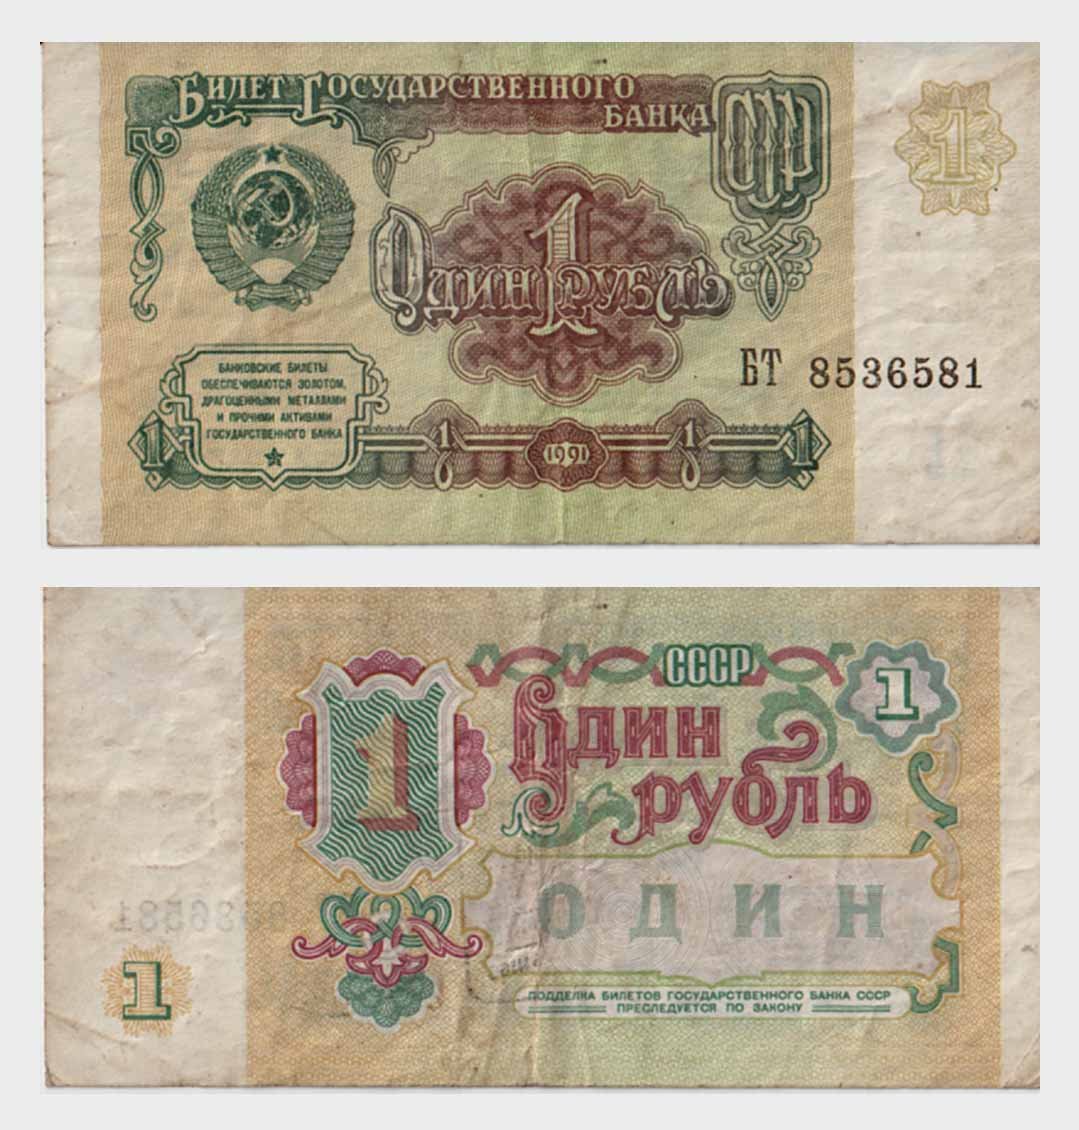 БИЛЕТ ГОСУДАРСТВЕННОГО
БАНКА СССР
1
1
ОДИН РУБЛЬ
БТ 8536581
БАНКОВСКИЕ БИЛЕТЫ
ОБЕСПЕЧИВАЮТСЯ ЗОЛОТОМ,
ДРАГОЦЕННЫМИ МЕТАЛЛАМИ
И ПРОЧИМИ АКТИВАМИ
ГОСУДАРСТВЕННОГО БАНКА
1 1 1991 1 1
СССР
1
1
Один
рубль
ОДИН
1
ПОДДЕЛКА БИЛЕТОВ ГОСУДАРСТВЕННОГО БАНКА СССР
ПРЕСЛЕДУЕТСЯ ПО ЗАКОНУ